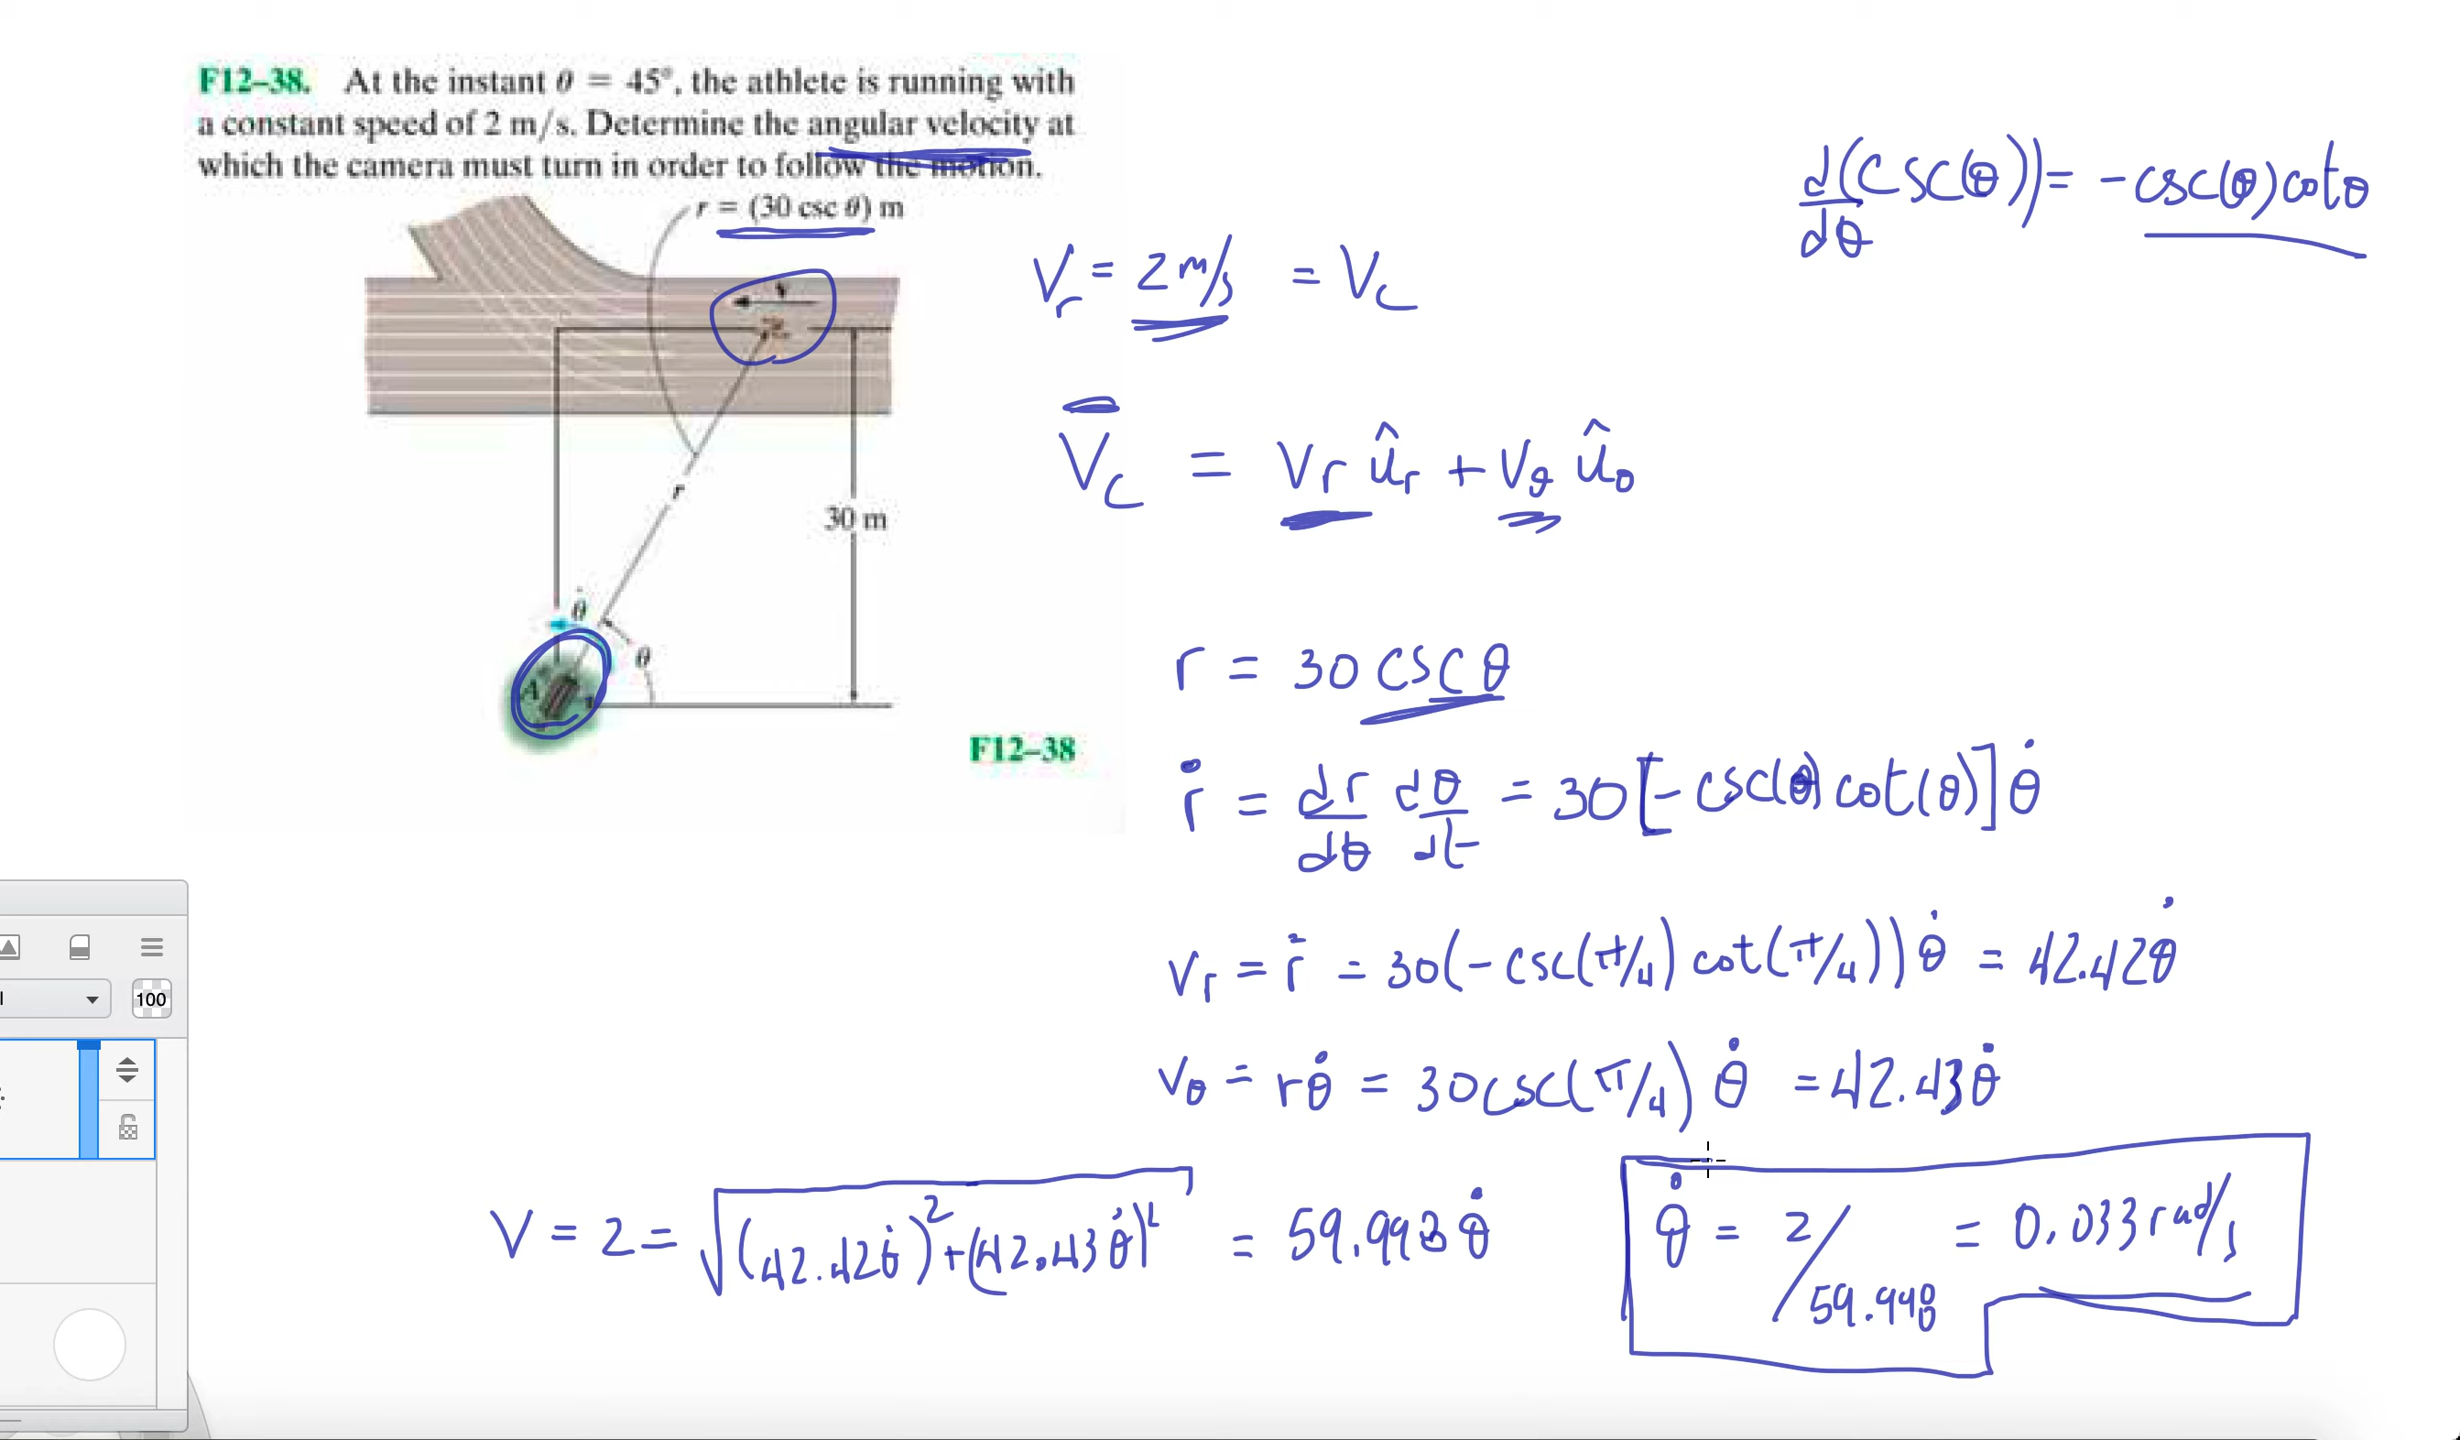 F12–38. At the instant θ = 45°, the athlete is running with
a constant speed of 2 m/s. Determine the angular velocity at
which the camera must turn in order to follow the motion.
r = (30 csc θ) m
v
r
30 m
θ̇
θ
A
F12–38
d/dθ (csc(θ)) = -csc(θ)cotθ
Vr = 2 m/s = Vc
V̄c = Vr ûr + Vθ ûθ
r = 30 cscθ
ṙ = dr/dθ dθ/dt = 30[-csc(θ)cot(θ)]θ̇
Vr = ṙ = 30(-csc(π/4) cot(π/4))θ̇ = 42.42θ̇
Vθ = rθ̇ = 30csc(π/4) θ̇ = 42.43θ̇
V = 2 = √((42.42θ̇)² + (42.43θ̇)²) = 59.993θ̇
θ̇ = 2/59.998 = 0.033 rad/s
100